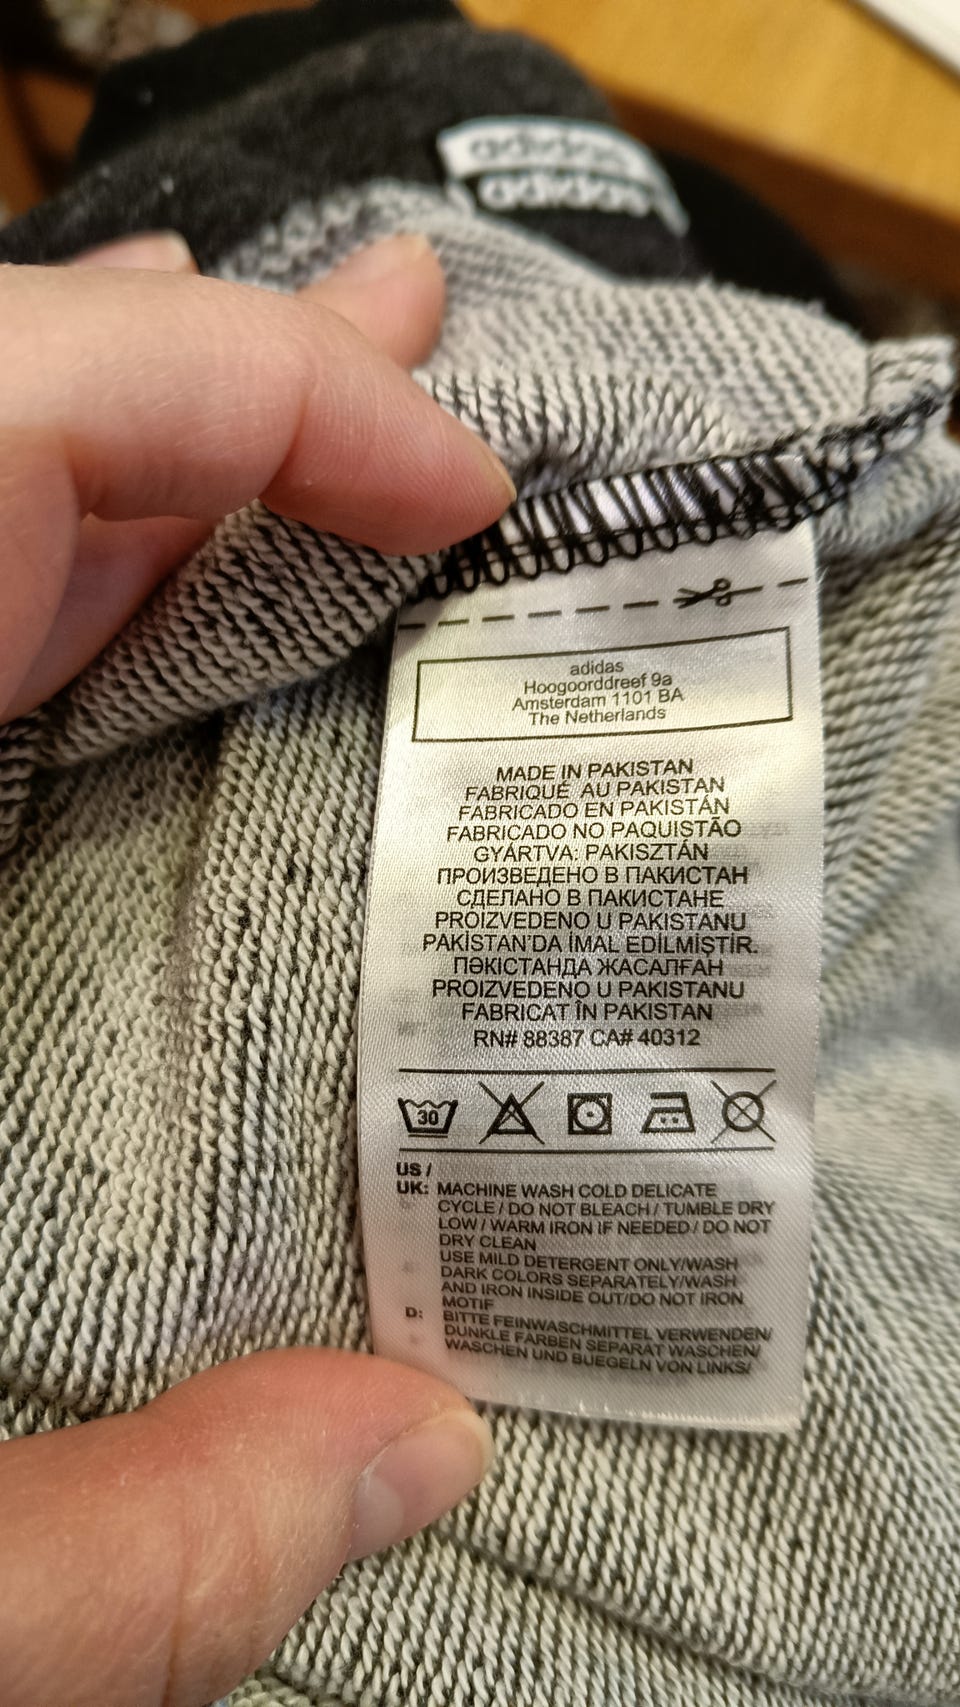 adidas
adidas
adidas
Hoogoorddreef 9a
Amsterdam 1101 BA
The Netherlands
MADE IN PAKISTAN
FABRIQUÉ AU PAKISTAN
FABRICADO EN PAKISTÁN
FABRICADO NO PAQUISTÃO
GYÁRTVA: PAKISZTÁN
ПРОИЗВЕДЕНО В ПАКИСТАН
СДЕЛАНО В ПАКИСТАНЕ
PROIZVEDENO U PAKISTANU
PAKİSTAN'DA İMAL EDİLMİŞTİR.
ПӘКІСТАНДА ЖАСАЛҒАН
PROIZVEDENO U PAKISTANU
FABRICAT ÎN PAKISTAN
RN# 88387 CA# 40312
30
US /
UK: MACHINE WASH COLD DELICATE
CYCLE / DO NOT BLEACH / TUMBLE DRY
LOW / WARM IRON IF NEEDED / DO NOT
DRY CLEAN
USE MILD DETERGENT ONLY/WASH
DARK COLORS SEPARATELY/WASH
AND IRON INSIDE OUT/DO NOT IRON
MOTIF
D: BITTE FEINWASCHMITTEL VERWENDEN/
DUNKLE FARBEN SEPARAT WASCHEN/
WASCHEN UND BUEGELN VON LINKS/